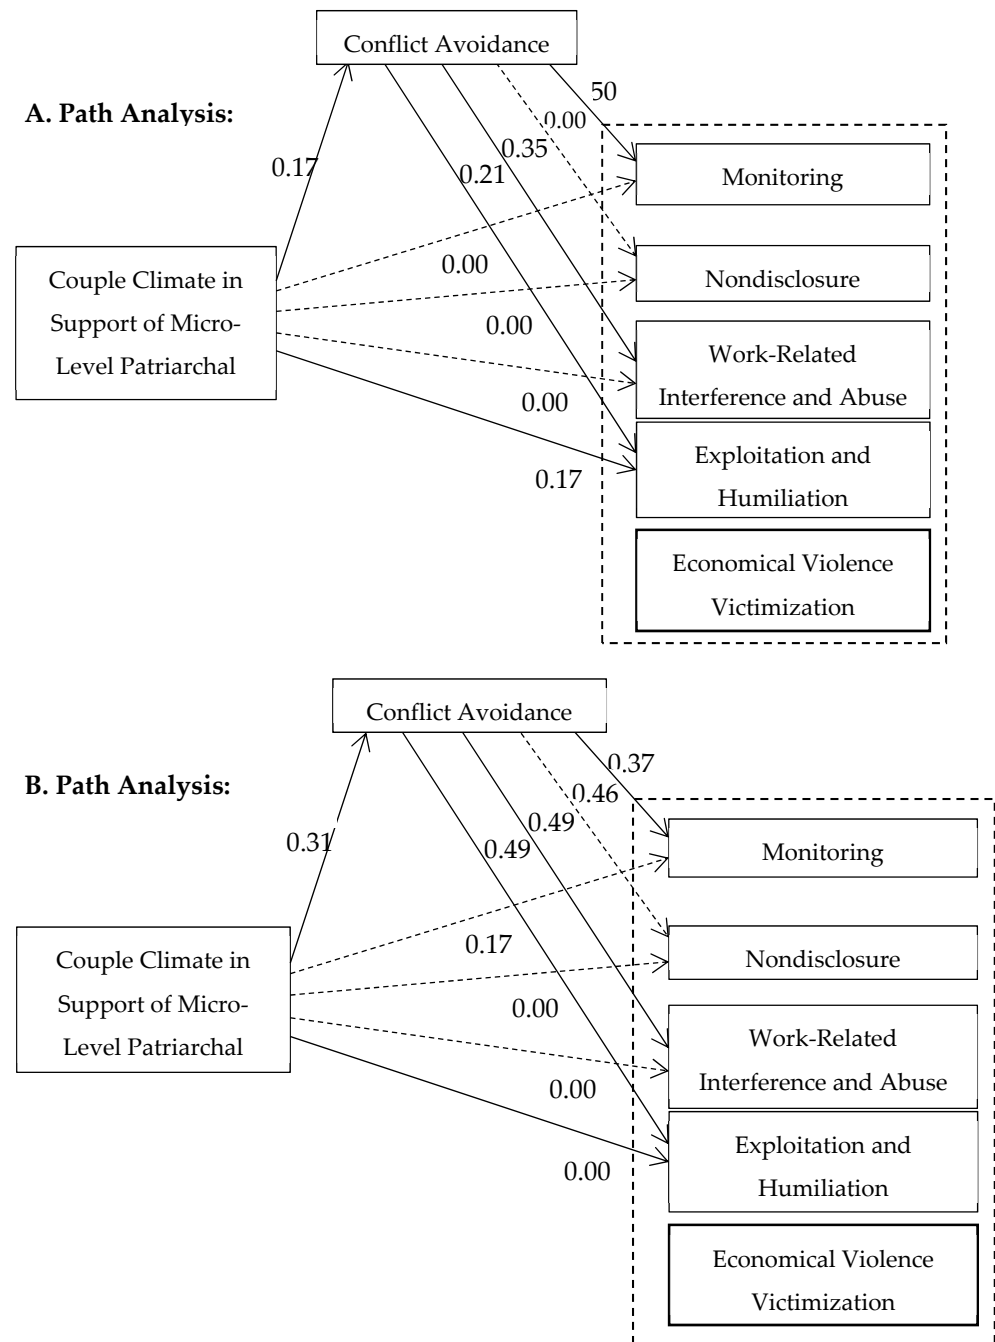 Conflict Avoidance
A. Path Analysis:
50
0.00
0.35
0.21
0.17
Monitoring
Couple Climate in
Support of Micro-
Level Patriarchal
0.00
Nondisclosure
0.00
Work-Related
Interference and Abuse
0.00
Exploitation and
Humiliation
0.17
Economical Violence
Victimization
Conflict Avoidance
B. Path Analysis:
0.37
0.46
0.49
0.49
0.31
Monitoring
Couple Climate in
Support of Micro-
Level Patriarchal
0.17
Nondisclosure
0.00
Work-Related
Interference and Abuse
0.00
Exploitation and
Humiliation
0.00
Economical Violence
Victimization